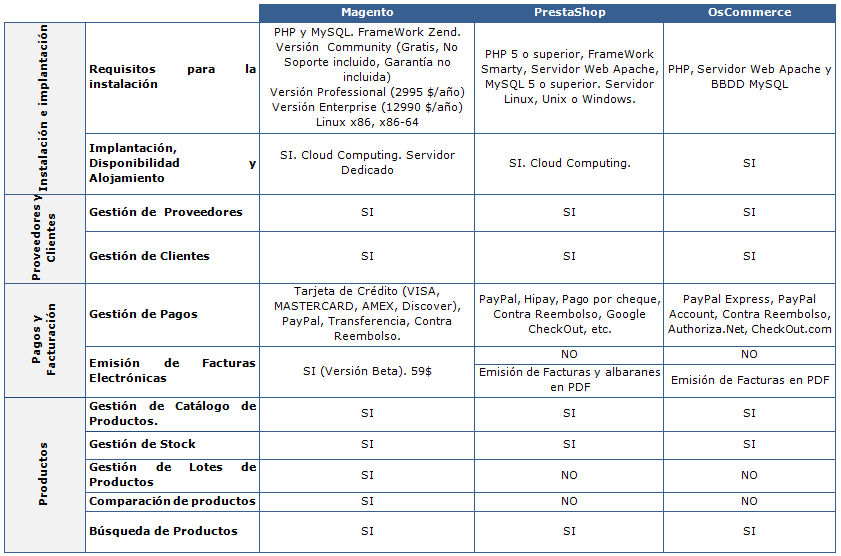 Magento PrestaShop OsCommerce
Instalación e implantación
Requisitos para la
instalación
PHP y MySQL. FrameWork Zend.
Versión Community (Gratis, No
Soporte incluido, Garantía no
incluida)
Versión Professional (2995 $/año)
Versión Enterprise (12990 $/año)
Linux x86, x86-64
PHP 5 o superior, FrameWork
Smarty, Servidor Web Apache,
MySQL 5 o superior. Servidor
Linux, Unix o Windows.
PHP, Servidor Web Apache y
BBDD MySQL
Implantación,
Disponibilidad y
Alojamiento
SI. Cloud Computing. Servidor
Dedicado
SI. Cloud Computing.
SI
Proveedores y
Clientes
Gestión de Proveedores
SI SI SI
Gestión de Clientes
SI SI SI
Pagos y
Facturación
Gestión de Pagos
Tarjeta de Crédito (VISA,
MASTERCARD, AMEX, Discover),
PayPal, Transferencia, Contra
Reembolso.
PayPal, Hipay, Pago por cheque,
Contra Reembolso, Google
CheckOut, etc.
PayPal Express, PayPal
Account, Contra Reembolso,
Authoriza.Net, CheckOut.com
Emisión de Facturas
Electrónicas
SI (Versión Beta). 59$
NO
Emisión de Facturas y albaranes
en PDF
NO
Emisión de Facturas en PDF
Productos
Gestión de Catálogo de
Productos.
SI SI SI
Gestión de Stock
SI SI SI
Gestión de Lotes de
Productos
SI NO NO
Comparación de productos
SI NO NO
Búsqueda de Productos
SI SI SI